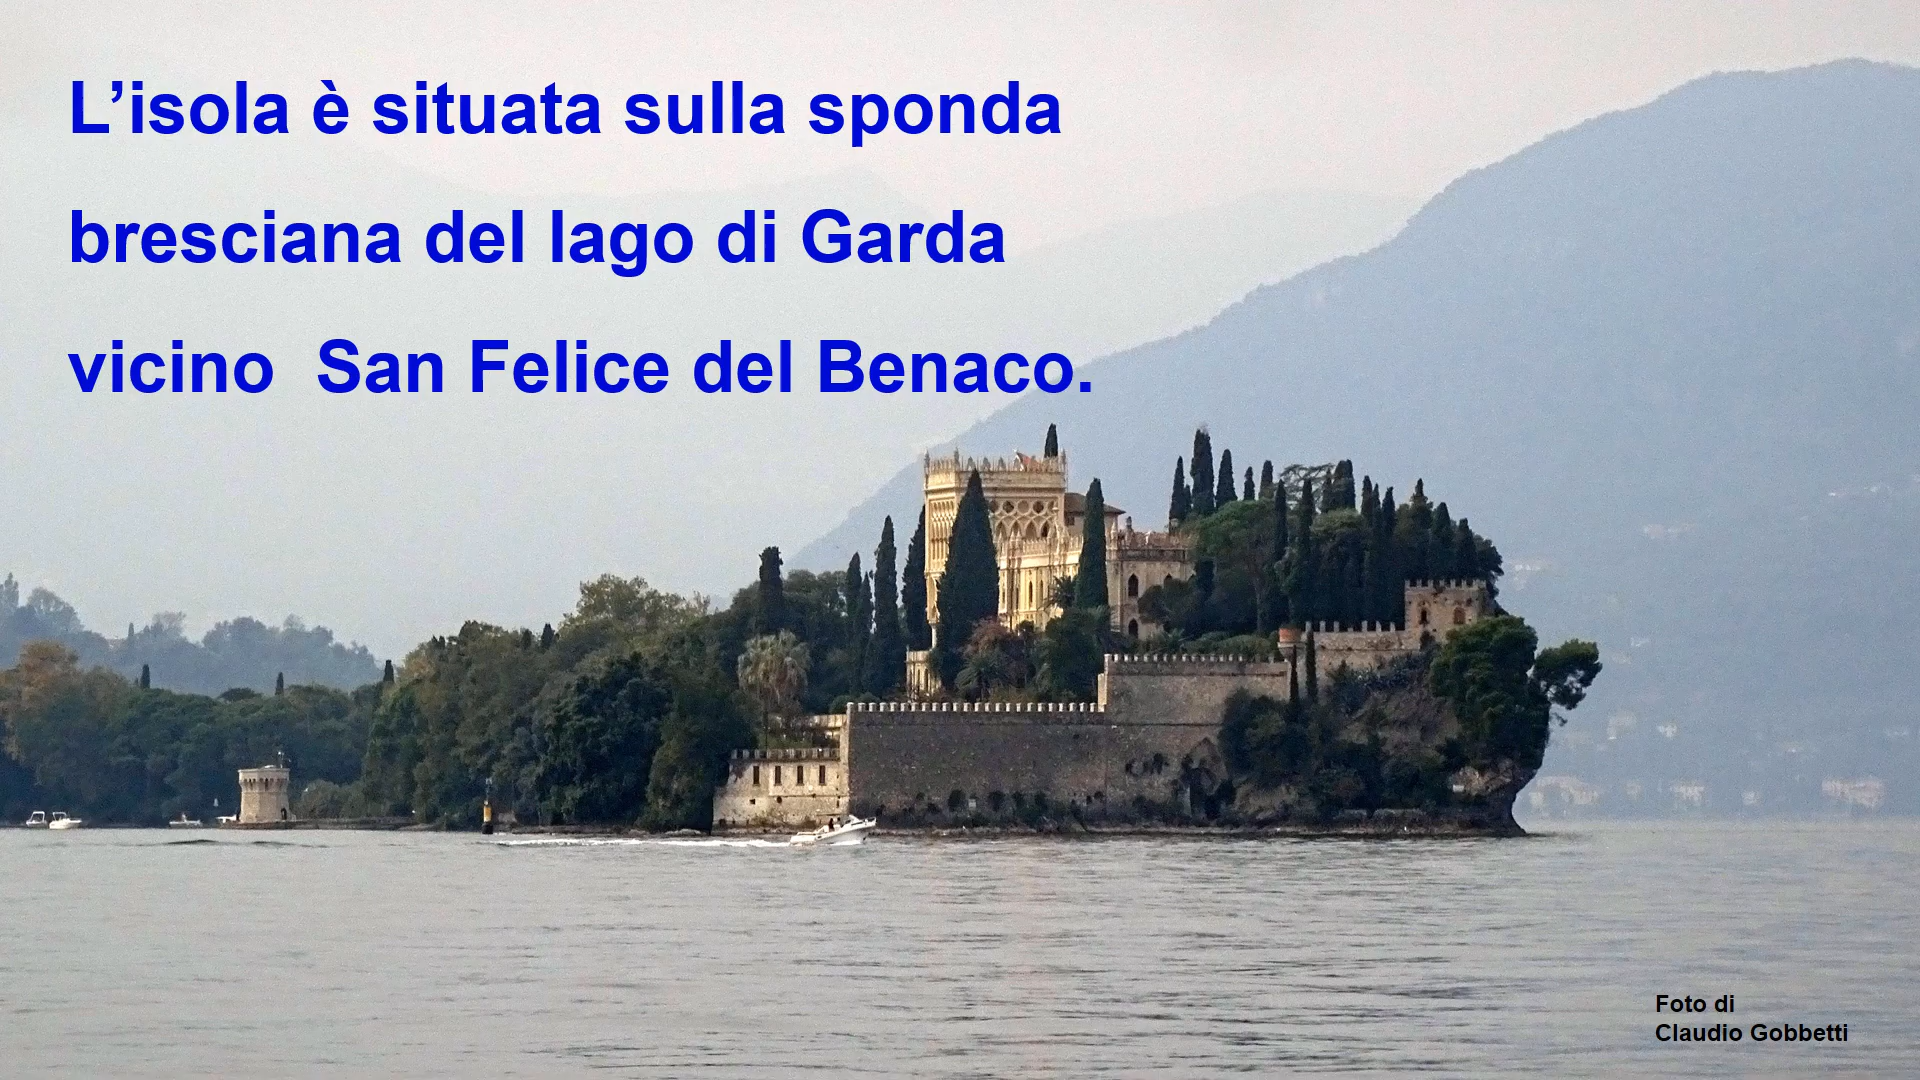 L’isola è situata sulla sponda
bresciana del lago di Garda
vicino  San Felice del Benaco.
Foto di
Claudio Gobbetti